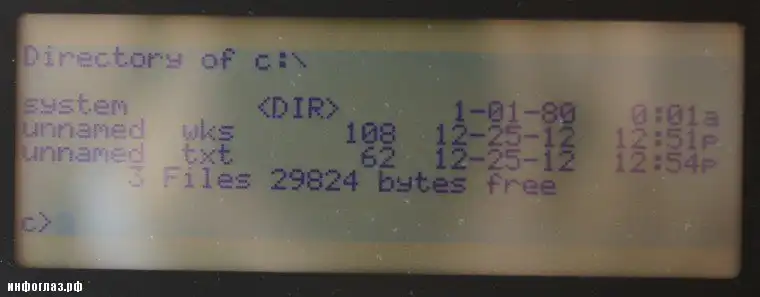 Directory of c:\
system <DIR> 1-01-80 0:01a
unnamed wks 108 12-25-12 12:51p
unnamed txt 62 12-25-12 12:54p
3 Files 29824 bytes free
c>
инфоглаз.рф